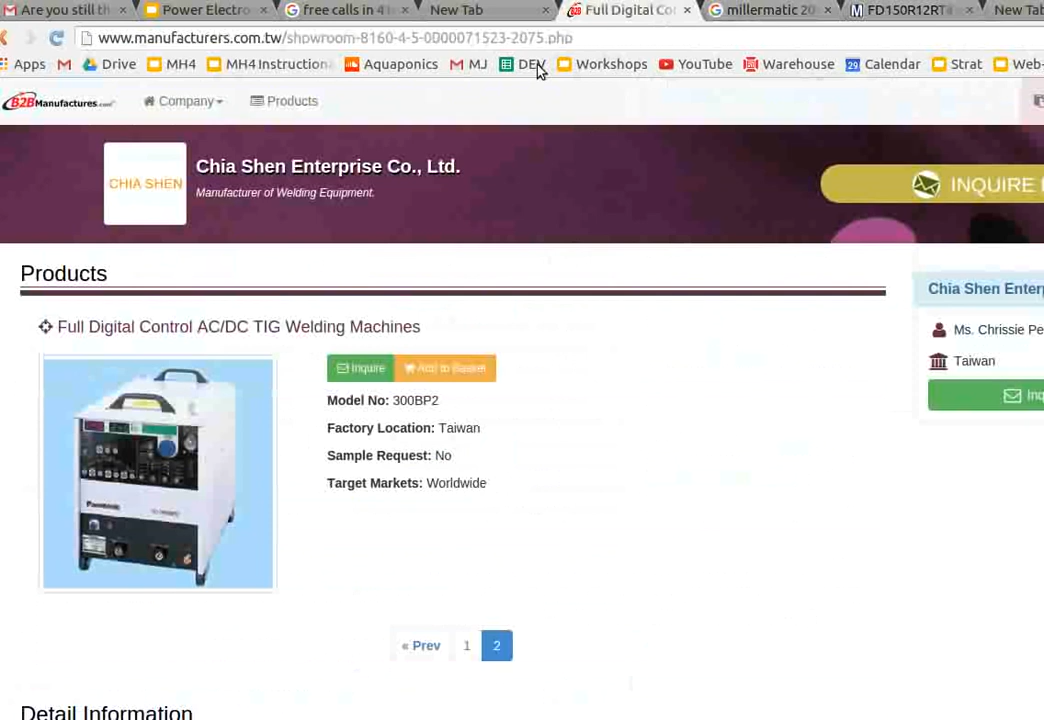 Are you still th
Power Electro
free calls in 41
New Tab
Full Digital Co
millermatic 20
FD150R12RT
New Tab
www.manufacturers.com.tw/showroom-8160-4-5-0000071523-2075.php
Apps Drive MH4 MH4 Instruction Aquaponics MJ DEV Workshops YouTube Warehouse 29 Calendar Strat Web-
B2BManufactures.com Company Products
CHIA SHEN
Chia Shen Enterprise Co., Ltd.
Manufacturer of Welding Equipment.
INQUIRE
Products
Full Digital Control AC/DC TIG Welding Machines
Inquire Add to Basket
Model No: 300BP2
Factory Location: Taiwan
Sample Request: No
Target Markets: Worldwide
Panasonic
Chia Shen Enterp
Ms. Chrissie Pe
Taiwan
Inq
« Prev 1 2
Detail Information